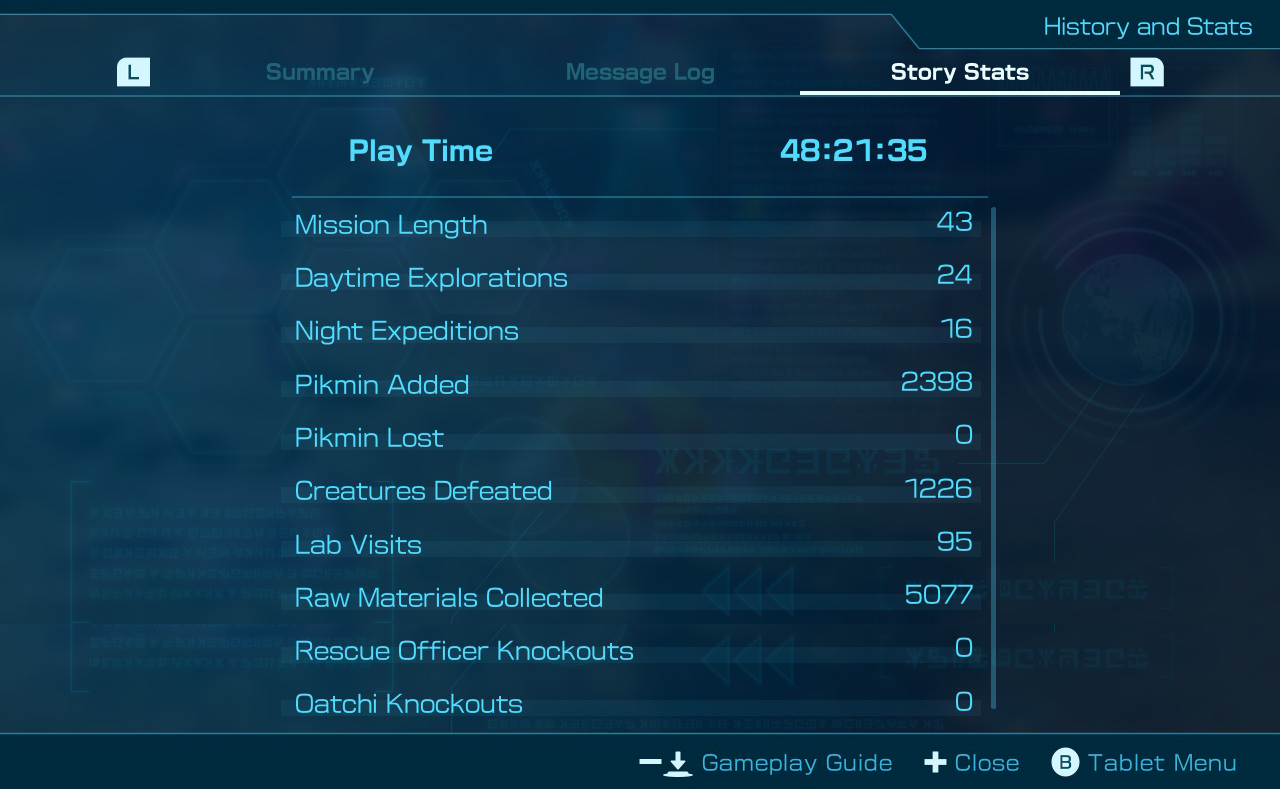 History and Stats
L Summary Message Log Story Stats R
Play Time 48:21:35
Mission Length 43
Daytime Explorations 24
Night Expeditions 16
Pikmin Added 2398
Pikmin Lost 0
Creatures Defeated 1226
Lab Visits 95
Raw Materials Collected 5077
Rescue Officer Knockouts 0
Oatchi Knockouts 0
Gameplay Guide Close B Tablet Menu